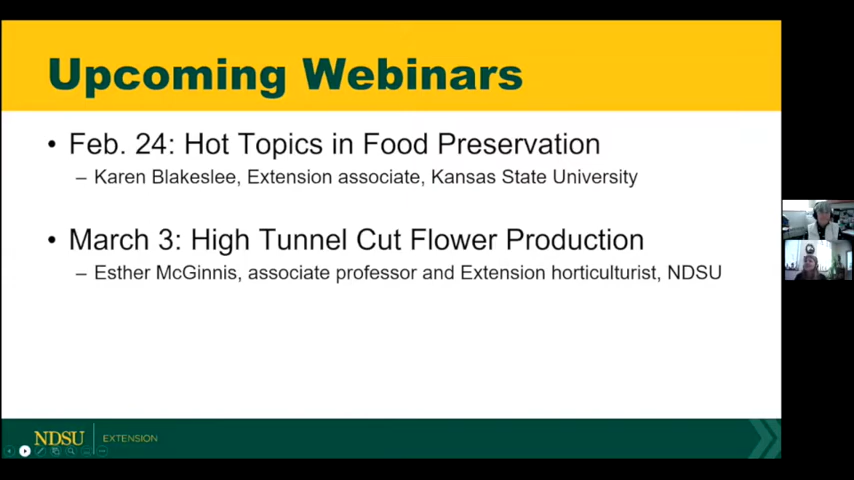 Upcoming Webinars
• Feb. 24: Hot Topics in Food Preservation
– Karen Blakeslee, Extension associate, Kansas State University
• March 3: High Tunnel Cut Flower Production
– Esther McGinnis, associate professor and Extension horticulturist, NDSU
NDSU EXTENSION